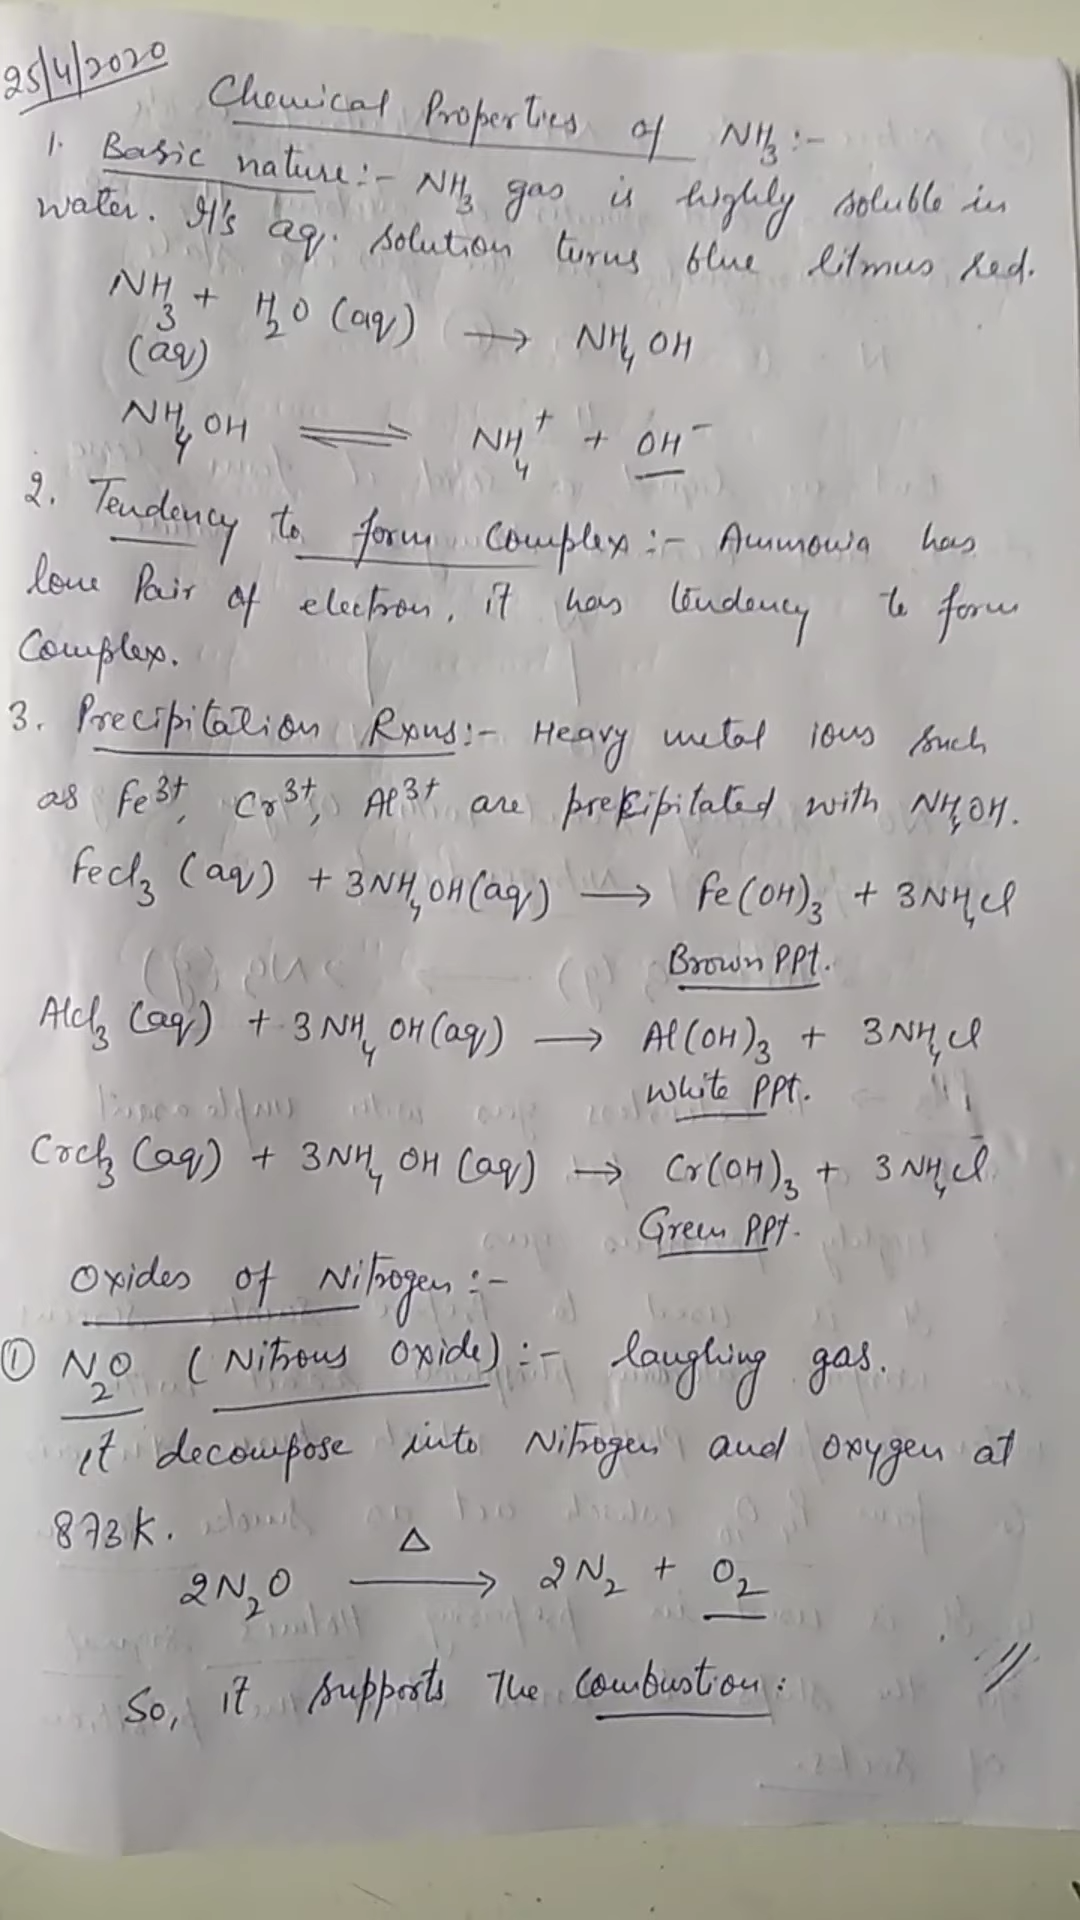 25/4/2020
Chemical Properties of NH₃:-
1. Basic nature:- NH₃ gas is highly soluble in
water. It's aq. solution turns blue litmus red.
NH₃ + H₂O (aq) → NH₄OH
(aq)
NH₄OH ⇌ NH₄⁺ + OH⁻
2. Tendency to form Complex:- Ammonia has
lone Pair of electron, it has tendency to form
Complex.
3. Precipitation Rxns:- Heavy metal ions such
as Fe³⁺, Cr³⁺, Al³⁺ are precipitated with NH₄OH.
FeCl₃ (aq) + 3NH₄OH(aq) → Fe(OH)₃ + 3NH₄Cl
Brown PPt.
AlCl₃ (aq) + 3NH₄OH(aq) → Al(OH)₃ + 3NH₄Cl
White PPt.
CrCl₃ (aq) + 3NH₄OH (aq) → Cr(OH)₃ + 3NH₄Cl
Green PPt.
Oxides of Nitrogen:-
① N₂O (Nitrous Oxide):- laughing gas.
it decompose into Nitrogen and oxygen at
873K.
Δ
2N₂O → 2N₂ + O₂
So, it supports The Combustion.